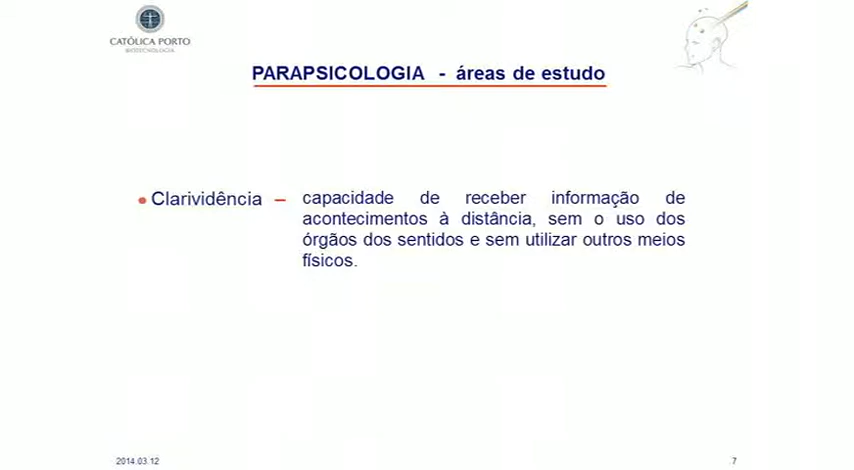 CATÓLICA PORTO
BIOTECNOLOGIA
PARAPSICOLOGIA - áreas de estudo
• Clarividência – capacidade de receber informação de
acontecimentos à distância, sem o uso dos
órgãos dos sentidos e sem utilizar outros meios
físicos.
2014.03.12
7